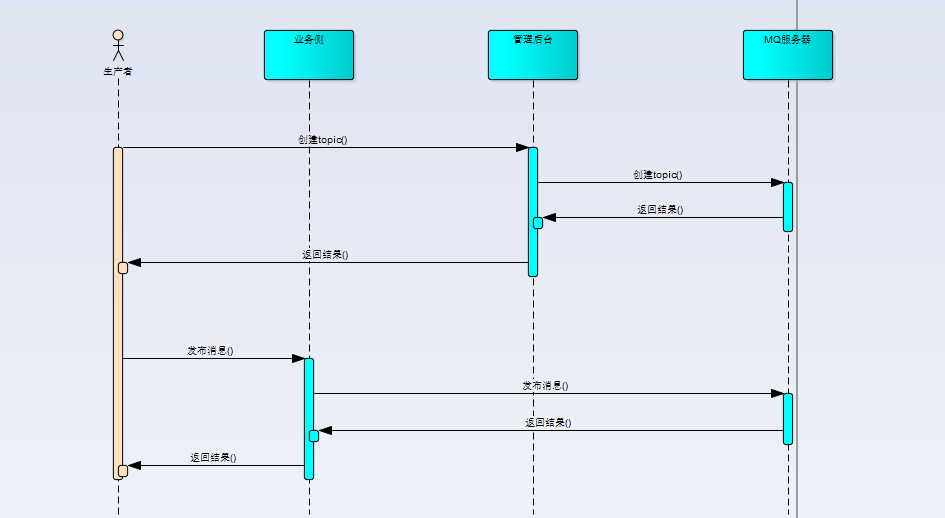 生产者
业务侧
管理后台
MQ服务器
创建topic()
创建topic()
返回结果()
返回结果()
发布消息()
发布消息()
返回结果()
返回结果()